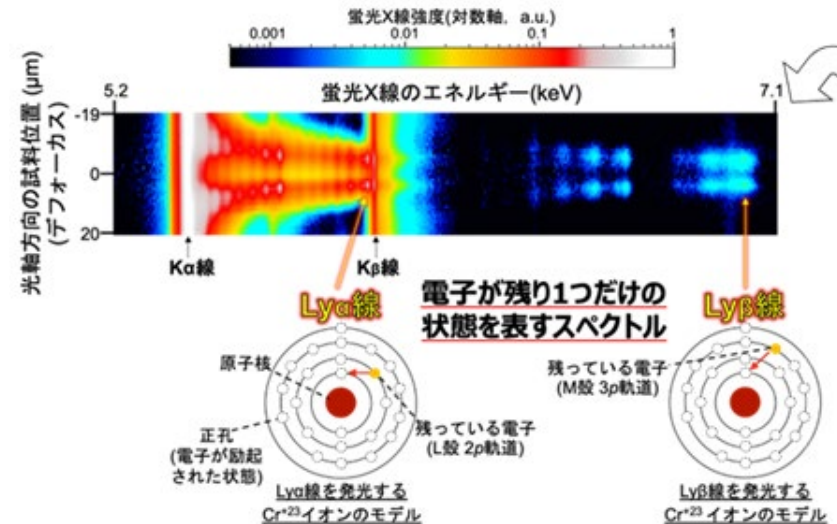 蛍光X線強度(対数軸, a.u.)
0.001 0.01 0.1 1
5.2 蛍光X線のエネルギー(keV) 7.1
光軸方向の試料位置 (μm)
(デフォーカス)
-19
0
20
Kα線 Kβ線
Lyα線
電子が残り1つだけの
状態を表すスペクトル
Lyβ線
原子核
正孔
(電子が励起
された状態)
残っている電子
(L殻 2p軌道)
Lyα線を発光する
Cr⁺²³イオンのモデル
残っている電子
(M殻 3p軌道)
Lyβ線を発光する
Cr⁺²³イオンのモデル